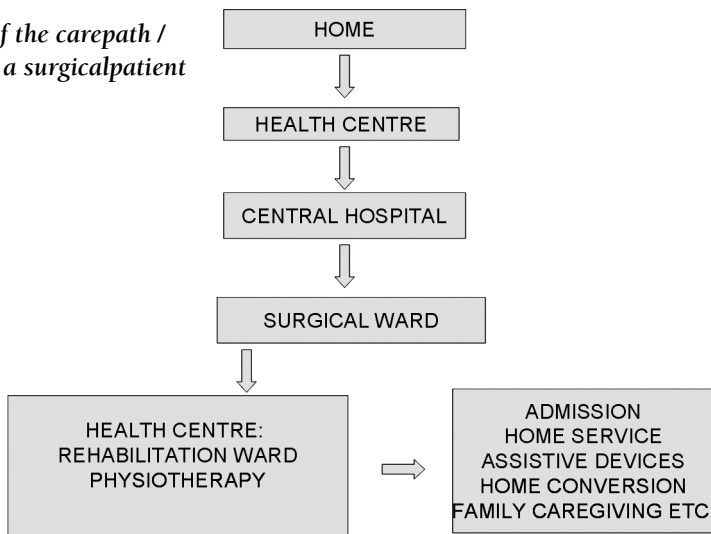 f the carepath /
a surgicalpatient
HOME
HEALTH CENTRE
CENTRAL HOSPITAL
SURGICAL WARD
HEALTH CENTRE:
REHABILITATION WARD
PHYSIOTHERAPY
ADMISSION
HOME SERVICE
ASSISTIVE DEVICES
HOME CONVERSION
FAMILY CAREGIVING ETC